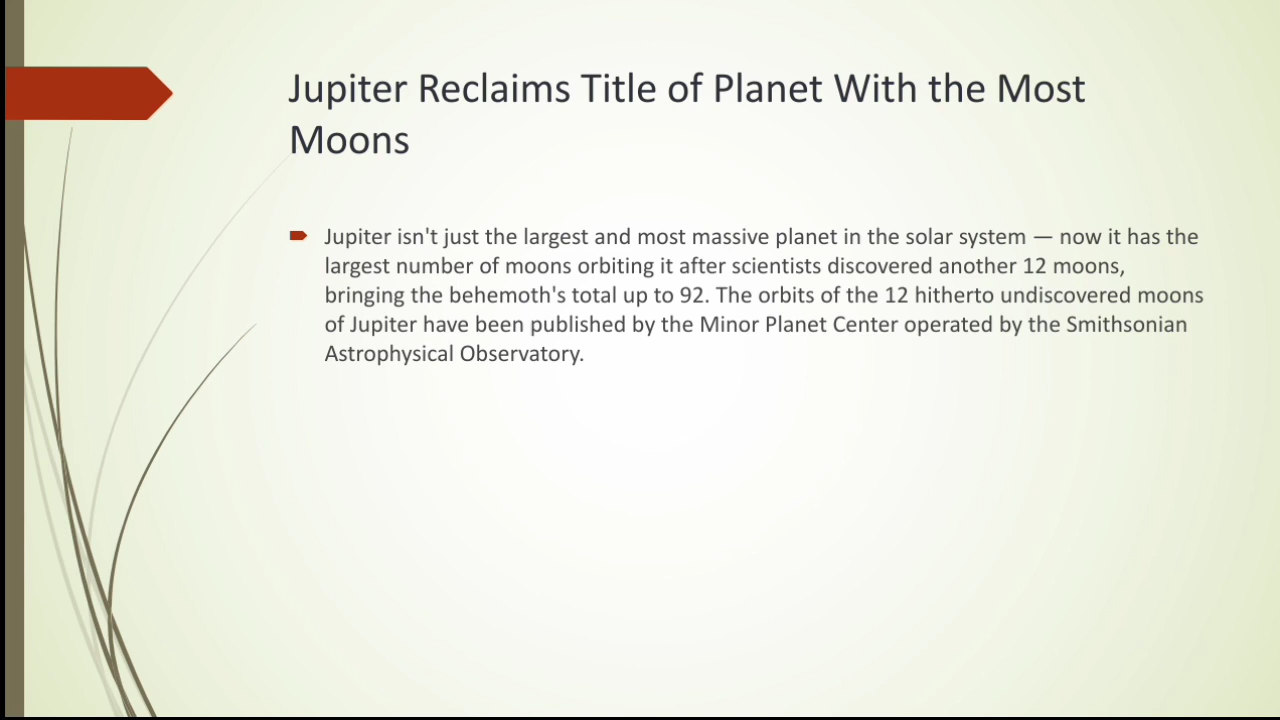 Jupiter Reclaims Title of Planet With the Most
Moons
Jupiter isn't just the largest and most massive planet in the solar system — now it has the
largest number of moons orbiting it after scientists discovered another 12 moons,
bringing the behemoth's total up to 92. The orbits of the 12 hitherto undiscovered moons
of Jupiter have been published by the Minor Planet Center operated by the Smithsonian
Astrophysical Observatory.